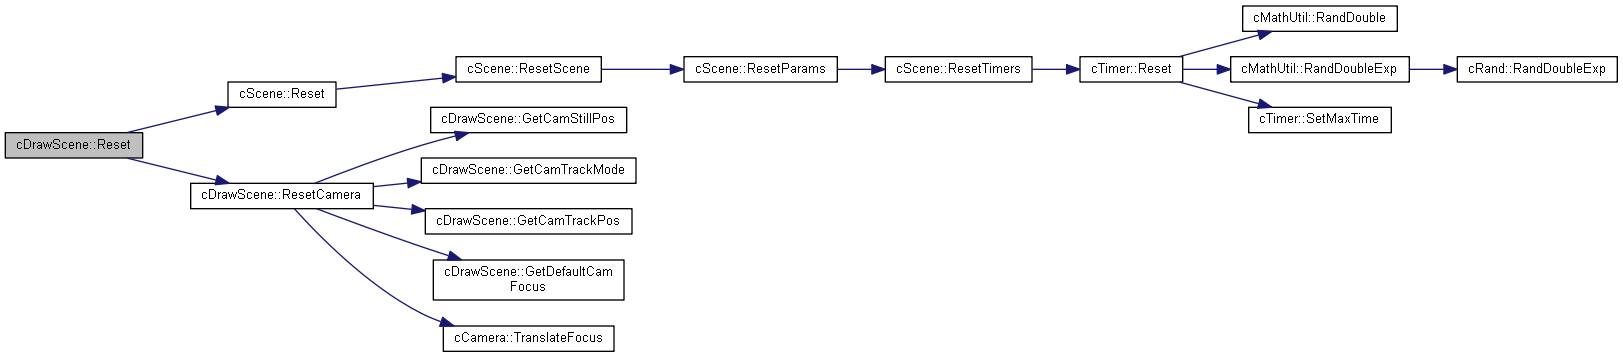 cMathUtil::RandDouble
cScene::ResetScene
cScene::ResetParams
cScene::ResetTimers
cTimer::Reset
cMathUtil::RandDoubleExp
cRand::RandDoubleExp
cScene::Reset
cDrawScene::GetCamStillPos
cTimer::SetMaxTime
cDrawScene::Reset
cDrawScene::GetCamTrackMode
cDrawScene::ResetCamera
cDrawScene::GetCamTrackPos
cDrawScene::GetDefaultCam
Focus
cCamera::TranslateFocus